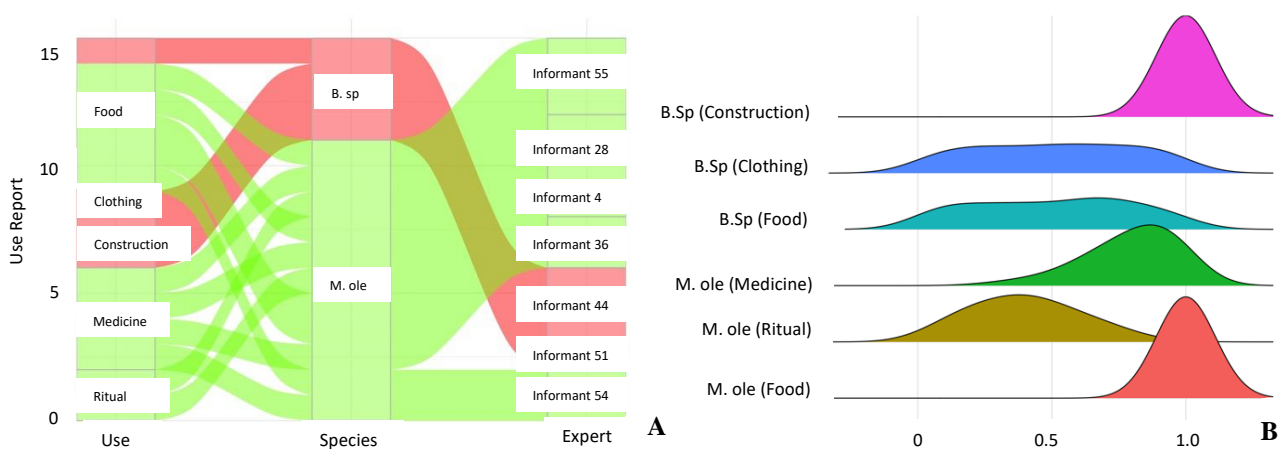 15
10
5
0
Use Report
Food
Clothing
Construction
Medicine
Ritual
B. sp
M. ole
Informant 55
Informant 28
Informant 4
Informant 36
Informant 44
Informant 51
Informant 54
Use
Species
Expert
A
B.Sp (Construction)
B.Sp (Clothing)
B.Sp (Food)
M. ole (Medicine)
M. ole (Ritual)
M. ole (Food)
0
0.5
1.0
B